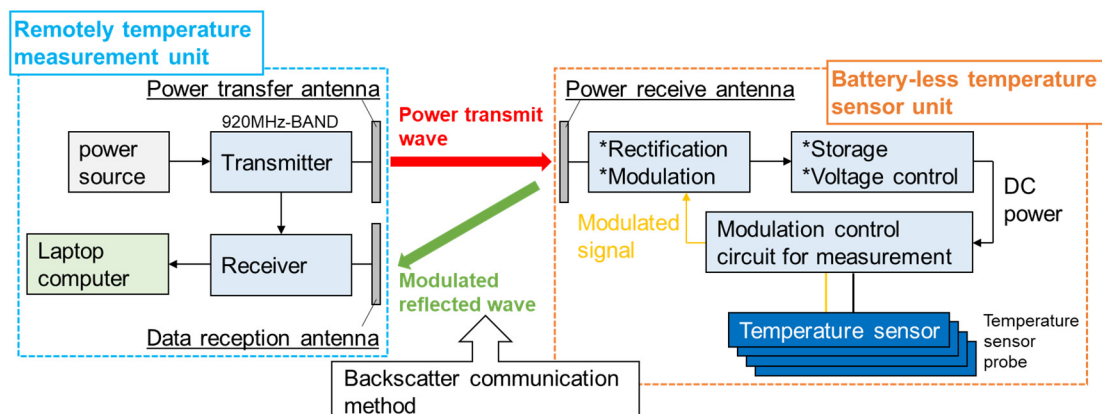 Remotely temperature
measurement unit
Power transfer antenna
920MHz-BAND
power
source
Transmitter
Laptop
computer
Receiver
Data reception antenna
Power transmit
wave
Modulated
reflected wave
Backscatter communication
method
Battery-less temperature
sensor unit
Power receive antenna
*Rectification
*Modulation
*Storage
*Voltage control
DC
power
Modulated
signal
Modulation control
circuit for measurement
Temperature sensor
Temperature
sensor
probe